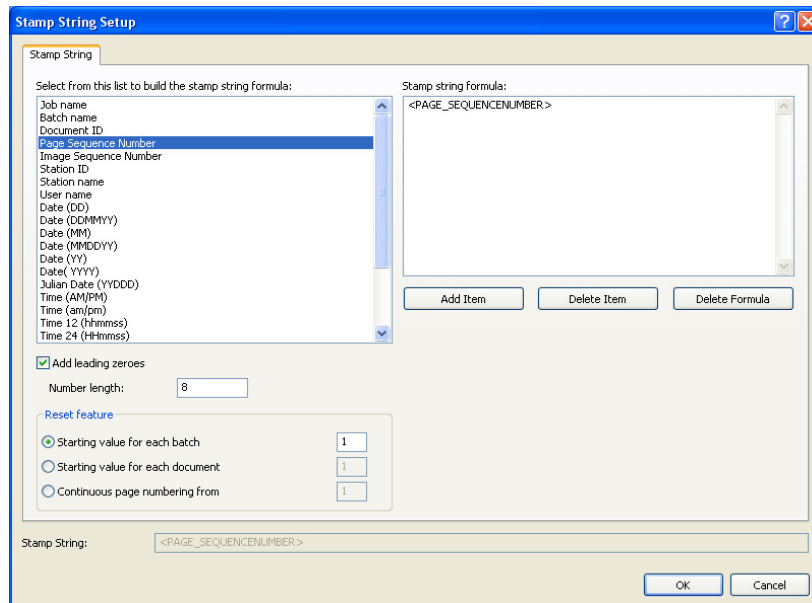 Stamp String Setup
Stamp String
Select from this list to build the stamp string formula:
Job name
Batch name
Document ID
Page Sequence Number
Image Sequence Number
Station ID
Station name
User name
Date (DD)
Date (DDMMYY)
Date (MM)
Date (MMDDYY)
Date (YY)
Date( YYYY)
Julian Date (YYDDD)
Time (AM/PM)
Time (am/pm)
Time 12 (hhmmss)
Time 24 (HHmmss)
Stamp string formula:
<PAGE_SEQUENCENUMBER>
Add Item
Delete Item
Delete Formula
Add leading zeroes
Number length: 8
Reset feature
Starting value for each batch 1
Starting value for each document 1
Continuous page numbering from 1
Stamp String: <PAGE_SEQUENCENUMBER>
OK
Cancel